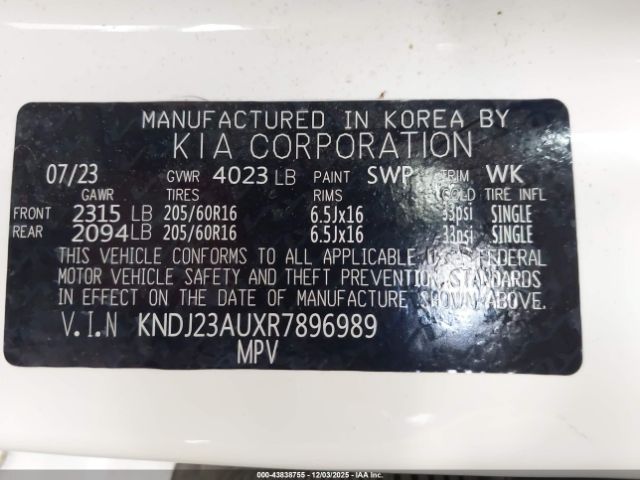 MANUFACTURED IN KOREA BY
KIA CORPORATION
07/23 GVWR 4023 LB PAINT SWP TRIM WK
GAWR TIRES RIMS COLD TIRE INFL
FRONT 2315 LB 205/60R16 6.5Jx16 33psi SINGLE
REAR 2094 LB 205/60R16 6.5Jx16 33psi SINGLE
THIS VEHICLE CONFORMS TO ALL APPLICABLE U.S. FEDERAL
MOTOR VEHICLE SAFETY AND THEFT PREVENTION STANDARDS
IN EFFECT ON THE DATE OF MANUFACTURE SHOWN ABOVE.
V.I.N KNDJ23AUXR7896989
MPV
000-43838755 - 12/03/2025 - IAA Inc.